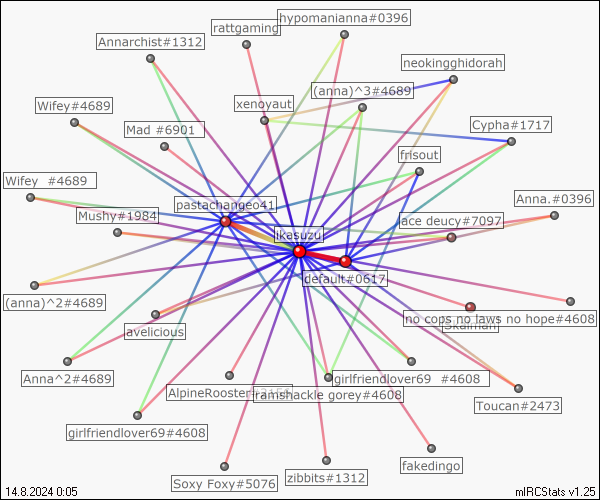 hypomanianna#0396
rattgaming
Annarchist#1312
neokingghidorah
(anna)^3#4689
xenoyaut
Wifey#4689
Mad #6901
Cypha#1717
frisout
Wifey #4689
pastachangeo41
Mushy#1984
Anna.#0396
ace deucy#7097
ikasuzu
default#0617
(anna)^2#4689
no cops no laws no hope#4608
avelicious
Anna^2#4689
girlfriendlover69 #4608
AlpineRooster
ramshackle gorey#4608
Toucan#2473
girlfriendlover69#4608
fakedingo
Soxy Foxy#5076
zibbits#1312
14.8.2024 0:05
mIRCStats v1.25